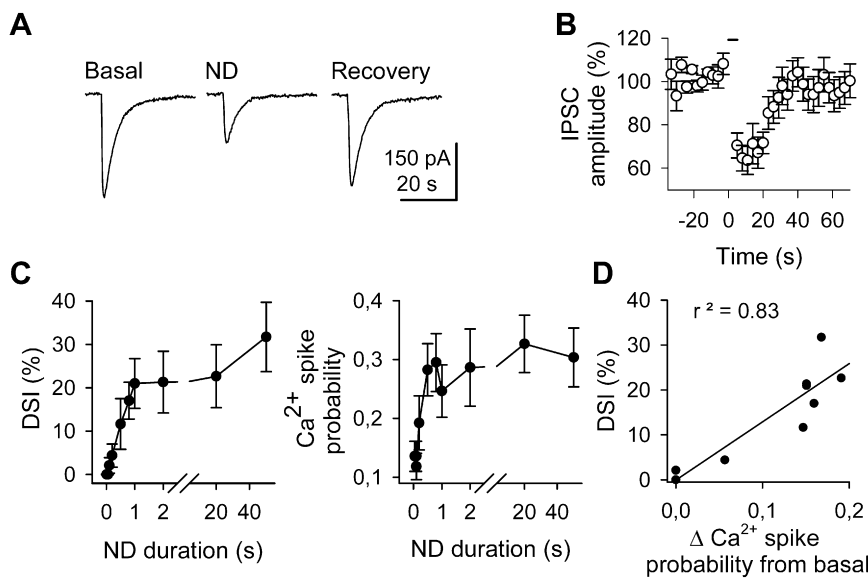 A
Basal
ND
Recovery
150 pA
20 s
B
IPSC
amplitude (%)
120
100
80
60
-20 0 20 40 60
Time (s)
C
DSI (%)
40
30
20
10
0
0 1 2 20 40
ND duration (s)
Ca2+ spike
probability
0,4
0,3
0,2
0,1
0 1 2 20 40
ND duration (s)
D
DSI (%)
40
30
20
10
0
r ² = 0.83
0,0 0,1 0,2
Δ Ca2+ spike
probability from basal